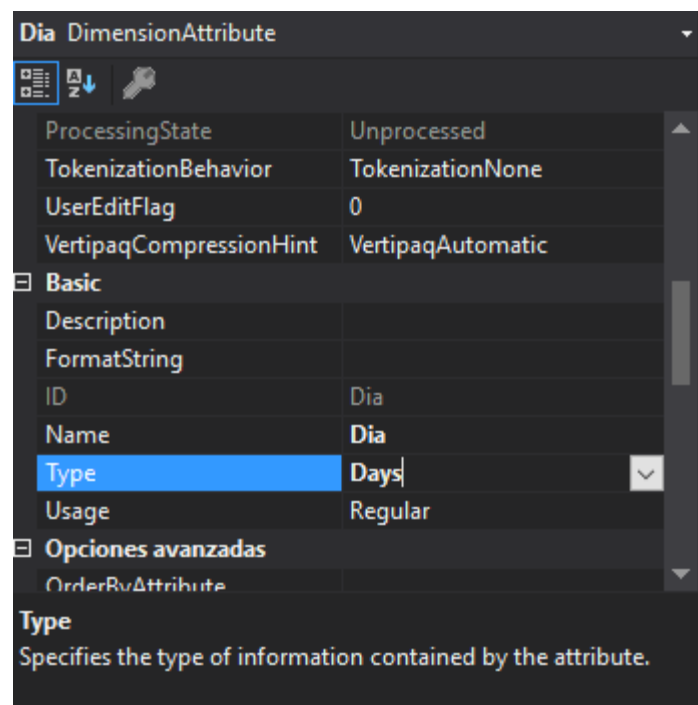 Dia DimensionAttribute
ProcessingState Unprocessed
TokenizationBehavior TokenizationNone
UserEditFlag 0
VertipaqCompressionHint VertipaqAutomatic
Basic
Description
FormatString
ID Dia
Name Dia
Type Days
Usage Regular
Opciones avanzadas
OrderByAttribute
Type
Specifies the type of information contained by the attribute.